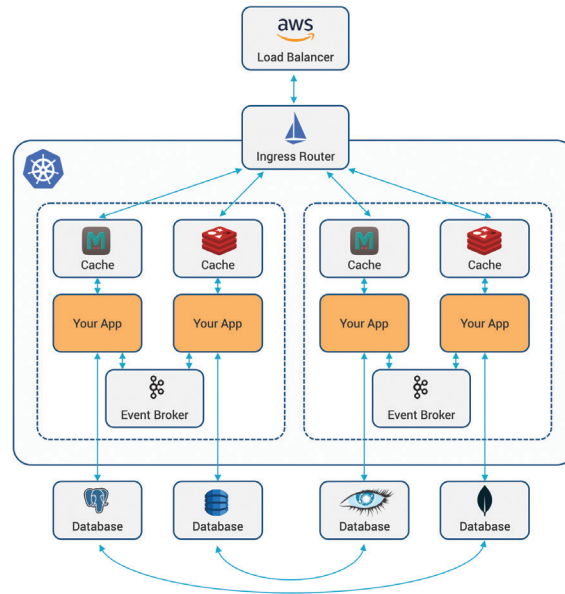 aws
Load Balancer
Ingress Router
M
Cache
Cache
M
Cache
Cache
Your App
Your App
Your App
Your App
Event Broker
Event Broker
Database
Database
Database
Database